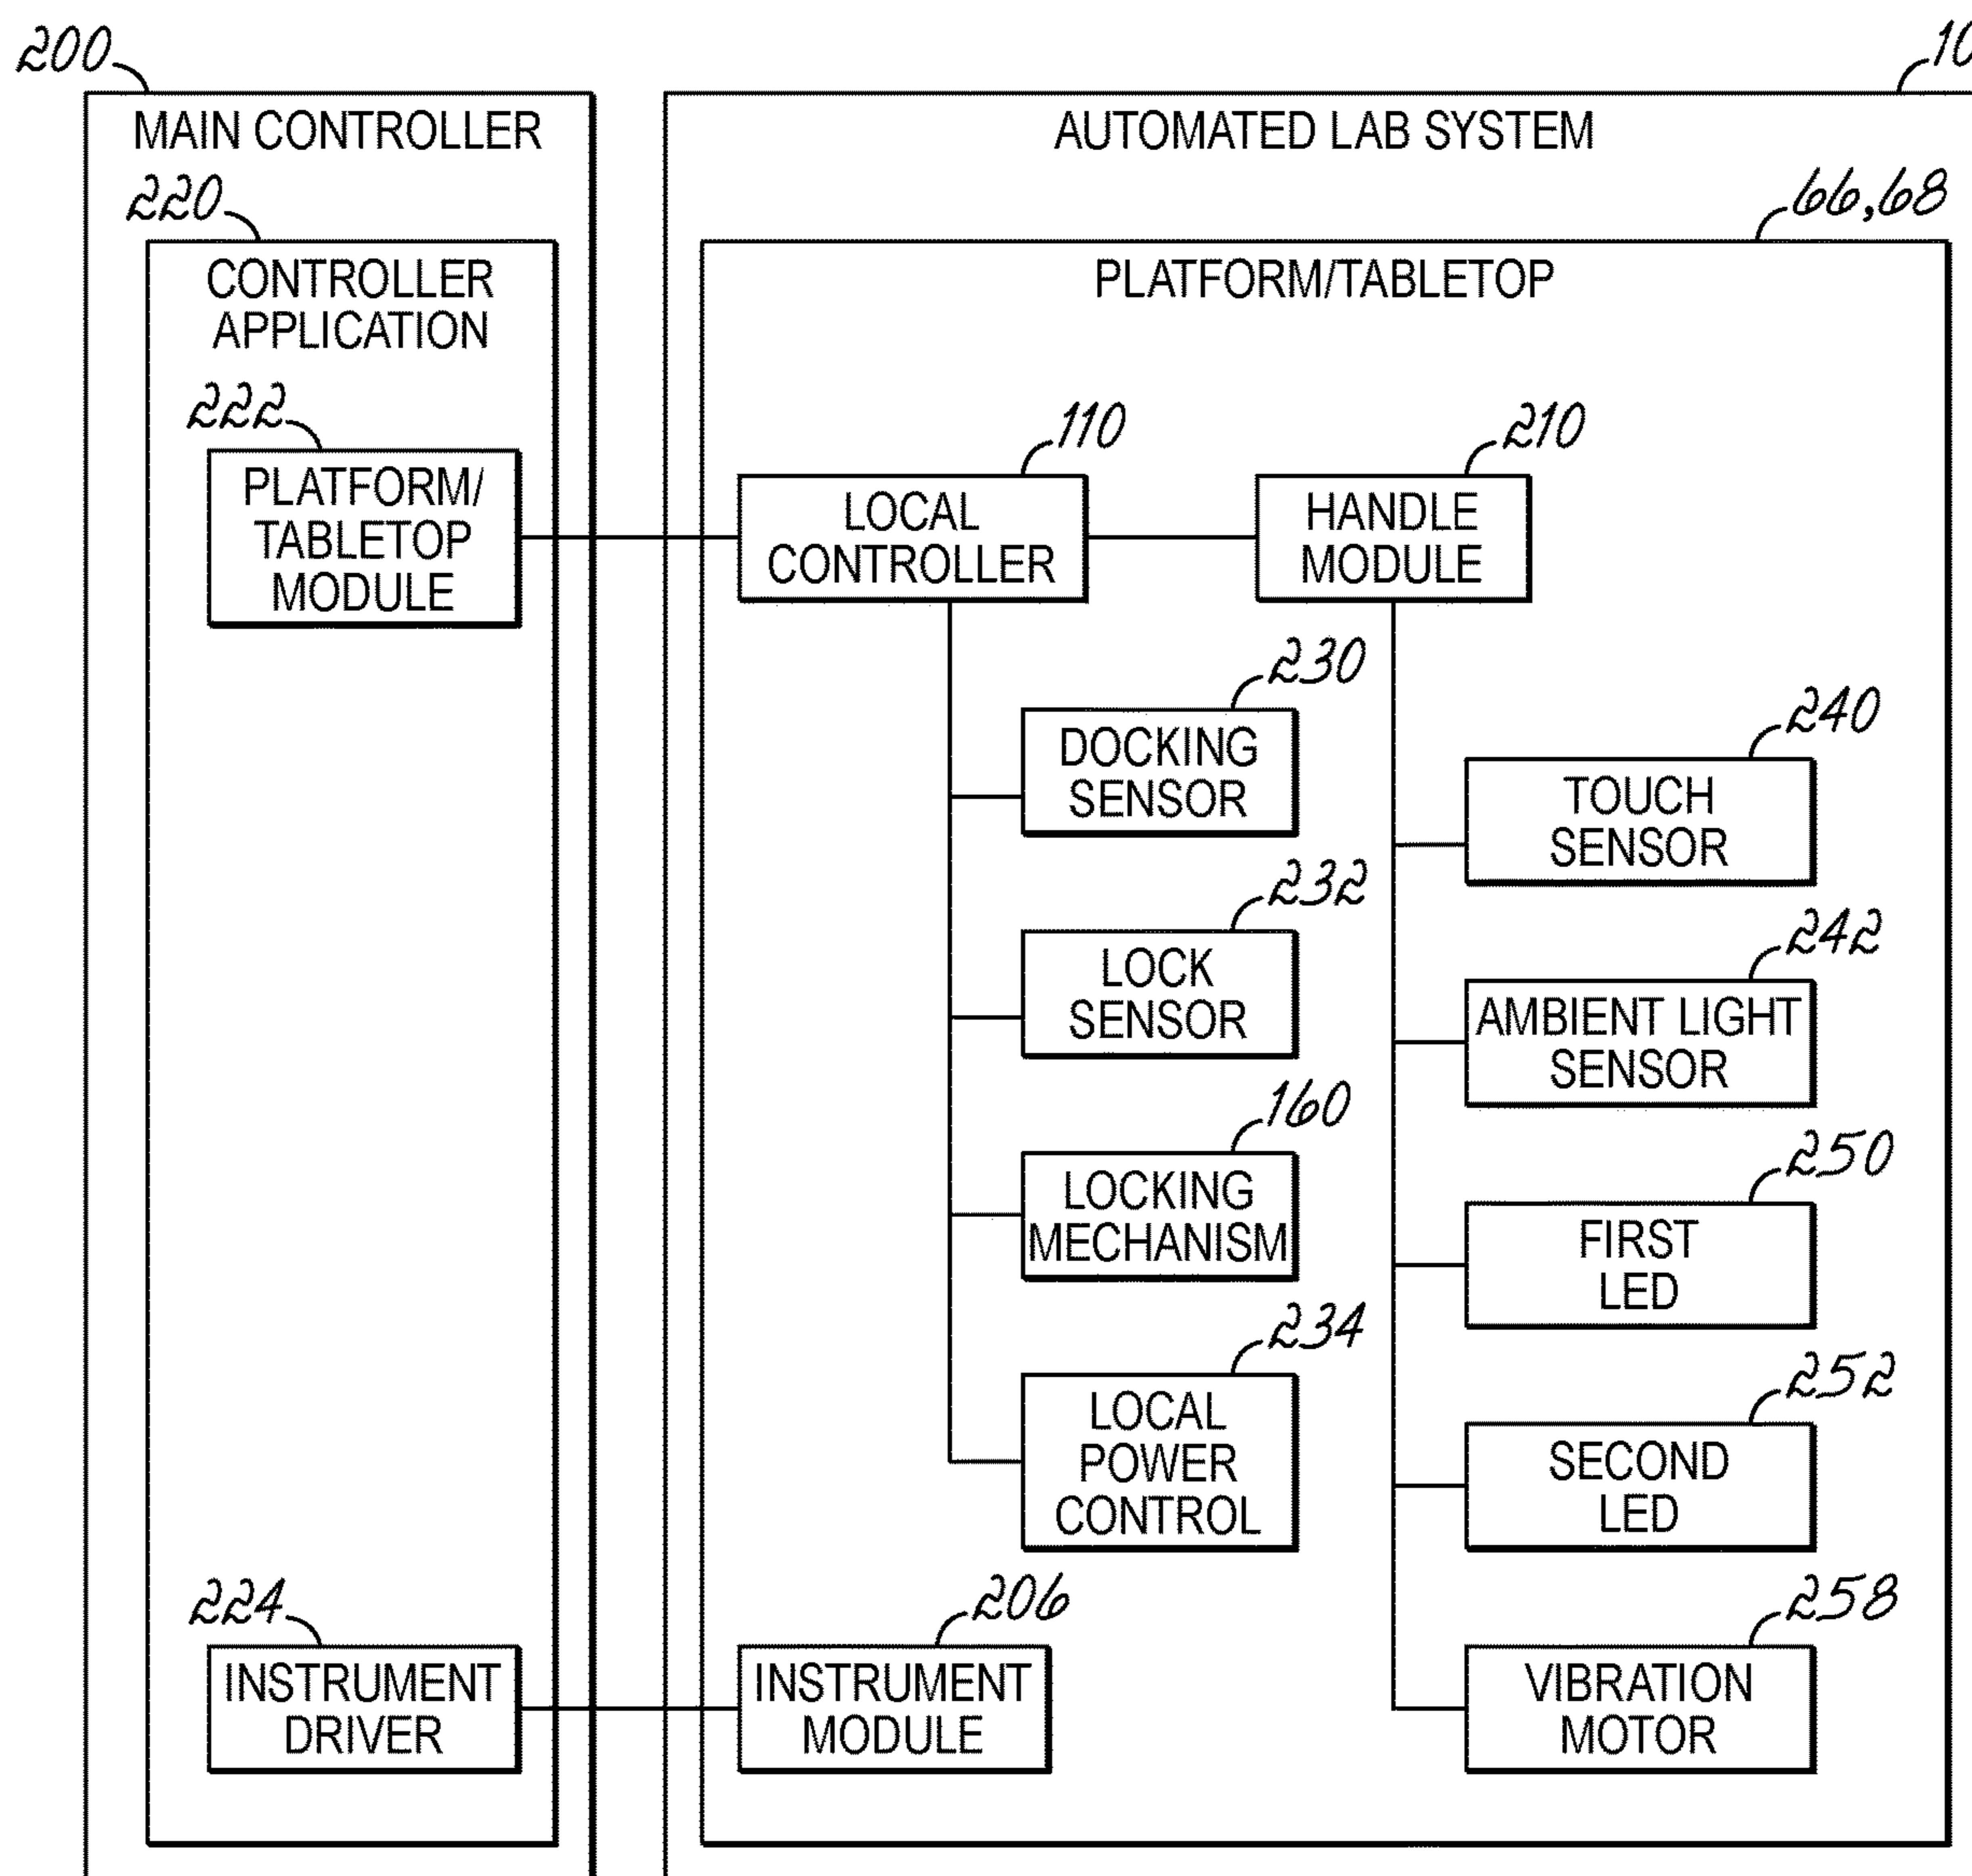 200
10
MAIN CONTROLLER
AUTOMATED LAB SYSTEM
220
66,68
CONTROLLER
APPLICATION
PLATFORM/TABLETOP
222
110
210
PLATFORM/
TABLETOP
MODULE
LOCAL
CONTROLLER
HANDLE
MODULE
230
DOCKING
SENSOR
240
TOUCH
SENSOR
232
LOCK
SENSOR
242
AMBIENT LIGHT
SENSOR
160
LOCKING
MECHANISM
250
FIRST
LED
234
LOCAL
POWER
CONTROL
252
SECOND
LED
224
INSTRUMENT
DRIVER
206
INSTRUMENT
MODULE
258
VIBRATION
MOTOR